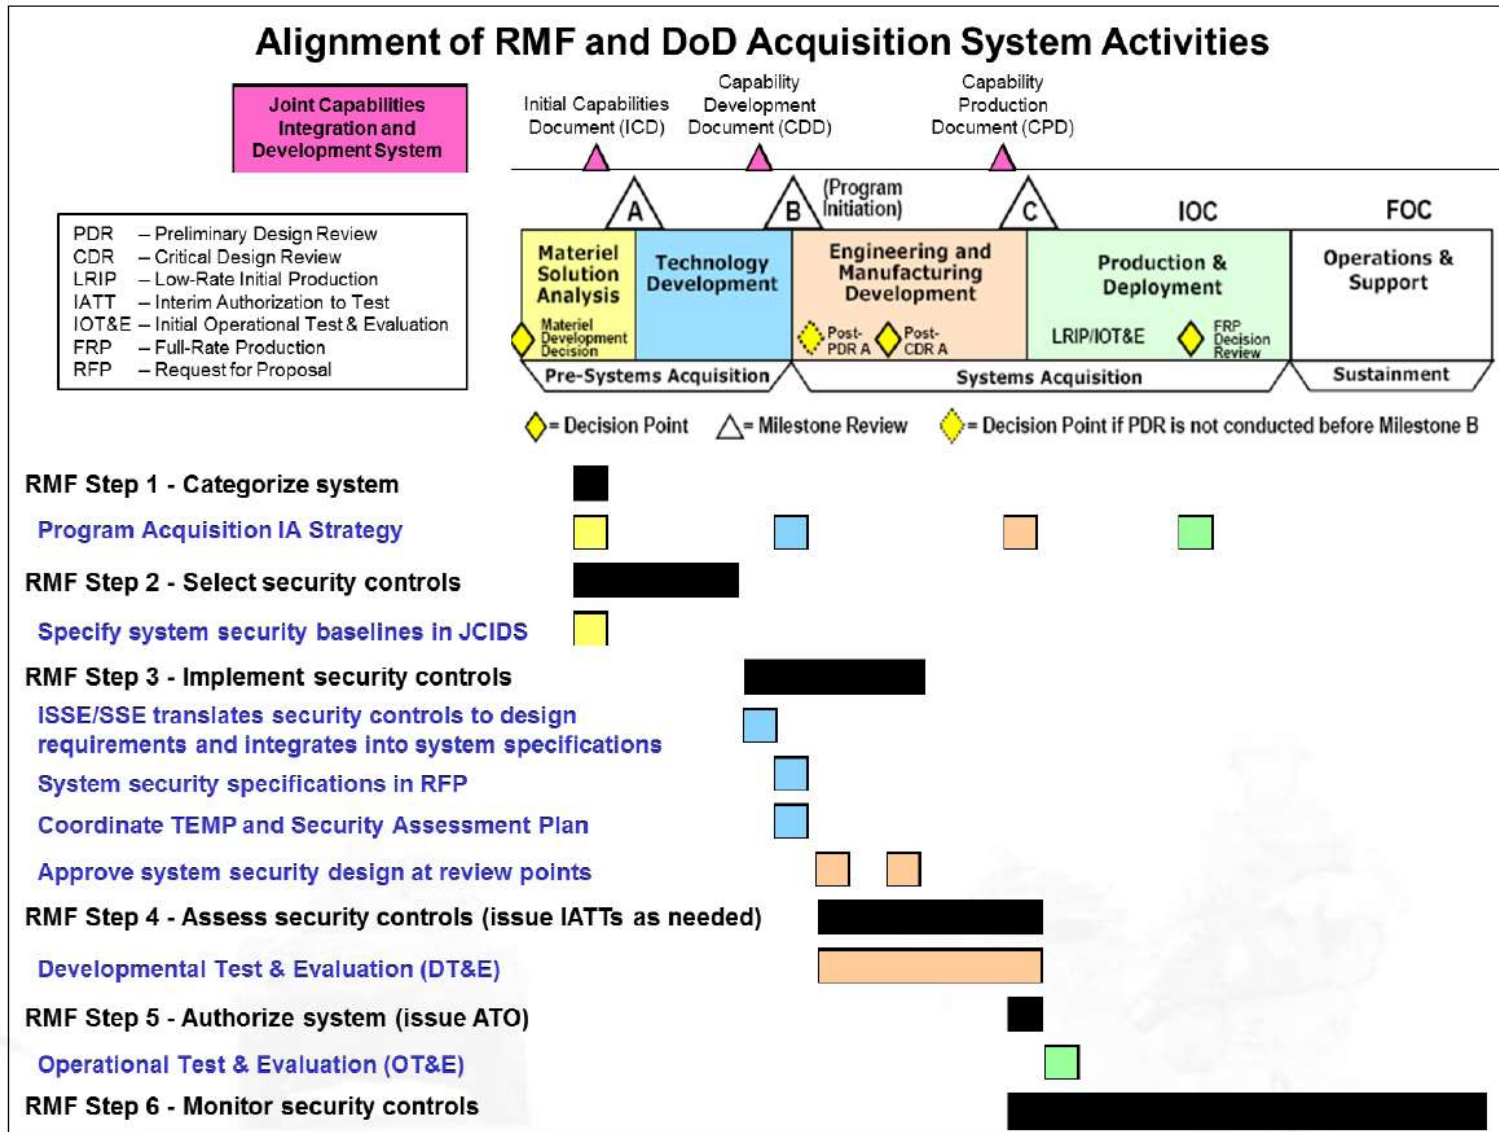 Alignment of RMF and DoD Acquisition System Activities
Joint Capabilities
Integration and
Development System
Initial Capabilities
Document (ICD)
Capability
Development
Document (CDD)
Capability
Production
Document (CPD)
PDR – Preliminary Design Review
CDR – Critical Design Review
LRIP – Low-Rate Initial Production
IATT – Interim Authorization to Test
IOT&E – Initial Operational Test & Evaluation
FRP – Full-Rate Production
RFP – Request for Proposal
A
B
(Program
Initiation)
C
IOC
FOC
Materiel
Solution
Analysis
Technology
Development
Engineering and
Manufacturing
Development
Production &
Deployment
Operations &
Support
Materiel
Development
Decision
Post-
PDR A
Post-
CDR A
LRIP/IOT&E
FRP
Decision
Review
Pre-Systems Acquisition
Systems Acquisition
Sustainment
= Decision Point
= Milestone Review
= Decision Point if PDR is not conducted before Milestone B
RMF Step 1 - Categorize system
Program Acquisition IA Strategy
RMF Step 2 - Select security controls
Specify system security baselines in JCIDS
RMF Step 3 - Implement security controls
ISSE/SSE translates security controls to design
requirements and integrates into system specifications
System security specifications in RFP
Coordinate TEMP and Security Assessment Plan
Approve system security design at review points
RMF Step 4 - Assess security controls (issue IATTs as needed)
Developmental Test & Evaluation (DT&E)
RMF Step 5 - Authorize system (issue ATO)
Operational Test & Evaluation (OT&E)
RMF Step 6 - Monitor security controls